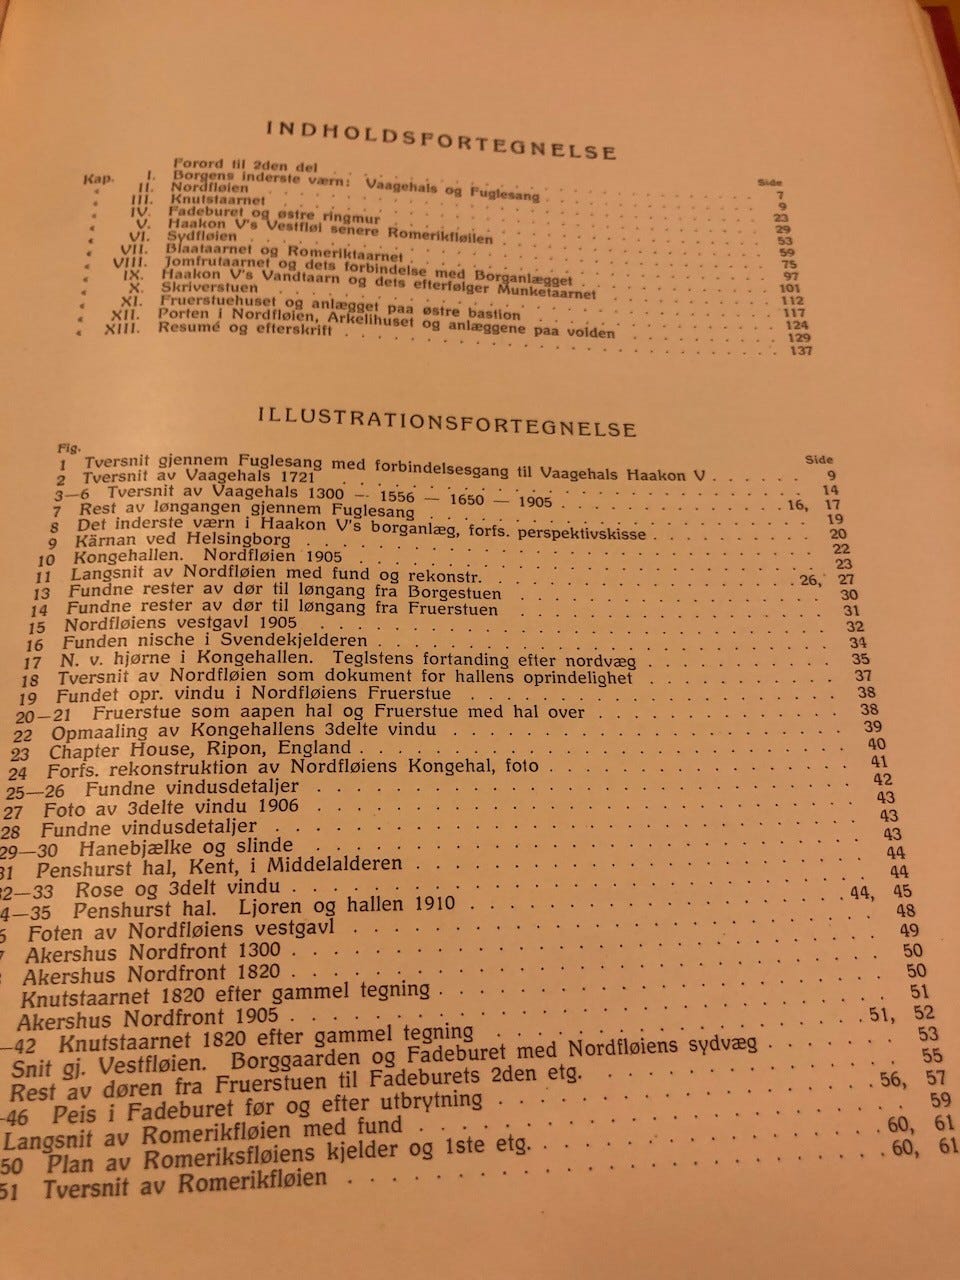 INDHOLDSFORTEGNELSE
Side
Forord til 2den del . . . . . 7
Kap. I. Borgens inderste værn: Vaagehals og Fuglesang . . . . . 9
" II. Nordfløien . . . . . 23
" III. Knutstaarnet . . . . . 29
" IV. Fadeburet og østre ringmur . . . . . 53
" V. Haakon V's Vestfløi senere Romerikfløilen . . . . . 59
" VI. Sydfløien . . . . . 75
" VII. Blaataarnet og Romeriktaarnet . . . . . 97
" VIII. Jomfrutaarnet og dets forbindelse med Borganlægget . . . . . 101
" IX. Haakon V's Vandtaarn og dets efterfølger Munketaarnet . . . . . 112
" X. Skriverstuen . . . . . 117
" XI. Fruerstuehuset og anlægget paa østre bastion . . . . . 124
" XII. Porten i Nordfløien, Arkelihuset og anlæggene paa volden . . . . . 129
" XIII. Resumé og efterskrift . . . . . 137
ILLUSTRATIONSFORTEGNELSE
Fig. Side
1 Tversnit gjennem Fuglesang med forbindelsesgang til Vaagehals Haakon V . . . . . 9
2 Tversnit av Vaagehals 1721 . . . . . 14
3—6 Tversnit av Vaagehals 1300 — 1556 — 1650 — 1905 . . . . . 16, 17
7 Rest av løngangen gjennem Fuglesang . . . . . 19
8 Det inderste værn i Haakon V's borganlæg, forfs. perspektivskisse . . . . . 20
9 Kärnan ved Helsingborg . . . . . 22
10 Kongehallen. Nordfløien 1905 . . . . . 23
11 Langsnit av Nordfløien med fund og rekonstr. . . . . . 26, 27
13 Fundne rester av dør til løngang fra Borgestuen . . . . . 30
14 Fundne rester av dør til løngang fra Fruerstuen . . . . . 31
15 Nordfløiens vestgavl 1905 . . . . . 32
16 Funden nische i Svendekjelderen . . . . . 34
17 N. v. hjørne i Kongehallen. Teglstens fortanding efter nordvæg . . . . . 35
18 Tversnit av Nordfløien som dokument for hallens oprindelighet . . . . . 37
19 Fundet opr. vindu i Nordfløiens Fruerstue . . . . . 38
20—21 Fruerstue som aapen hal og Fruerstue med hal over . . . . . 38
22 Opmaaling av Kongehallens 3delte vindu . . . . . 39
23 Chapter House, Ripon, England . . . . . 40
24 Forfs. rekonstruktion av Nordfløiens Kongehal, foto . . . . . 41
25—26 Fundne vindusdetaljer . . . . . 42
27 Foto av 3delte vindu 1906 . . . . . 43
28 Fundne vindusdetaljer . . . . . 43
29—30 Hanebjælke og slinde . . . . . 43
31 Penshurst hal, Kent, i Middelalderen . . . . . 44
32—33 Rose og 3delt vindu . . . . . 44
4—35 Penshurst hal. Ljoren og hallen 1910 . . . . . 44, 45
6 Foten av Nordfløiens vestgavl . . . . . 48
7 Akershus Nordfront 1300 . . . . . 49
Akershus Nordfront 1820 . . . . . 50
Knutstaarnet 1820 efter gammel tegning . . . . . 50
Akershus Nordfront 1905 . . . . . 51
—42 Knutstaarnet 1820 efter gammel tegning . . . . . 51, 52
Snit gj. Vestfløien. Borggaarden og Fadeburet med Nordfløiens sydvæg . . . . . 53
Rest av døren fra Fruerstuen til Fadeburets 2den etg. . . . . . 55
—46 Peis i Fadeburet før og efter utbrytning . . . . . 56, 57
Langsnit av Romerikfløien med fund . . . . . 59
50 Plan av Romeriksfløiens kjelder og 1ste etg. . . . . . 60, 61
51 Tversnit av Romerikfløien . . . . . 60, 61